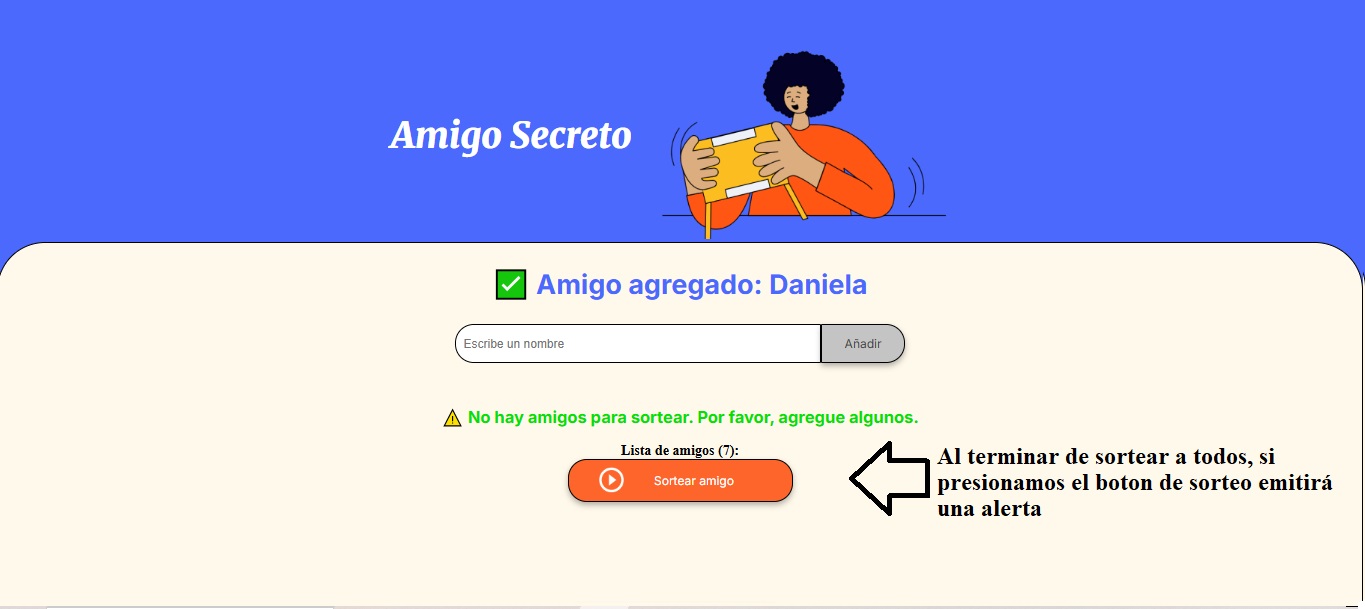 Amigo Secreto
✅ Amigo agregado: Daniela
Escribe un nombre
Añadir
⚠️ No hay amigos para sortear. Por favor, agregue algunos.
Lista de amigos (7):
Sortear amigo
Al terminar de sortear a todos, si
presionamos el boton de sorteo emitirá
una alerta